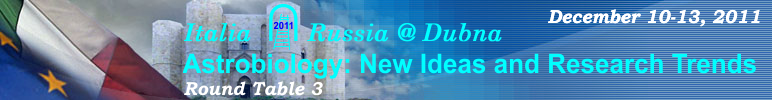 December 10-13, 2011
Italia 2011 Russia @ Dubna
Astrobiology: New Ideas and Research Trends
Round Table 3